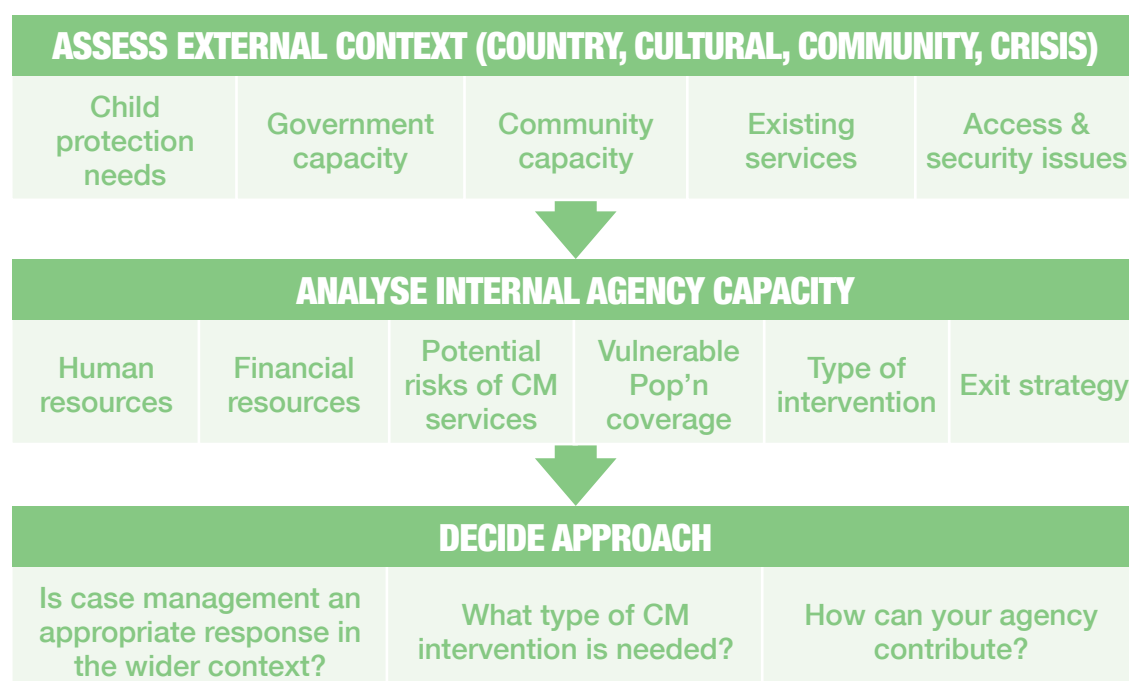 ASSESS EXTERNAL CONTEXT (COUNTRY, CULTURAL, COMMUNITY, CRISIS)
Child
protection
needs
Government
capacity
Community
capacity
Existing
services
Access &
security issues
ANALYSE INTERNAL AGENCY CAPACITY
Human
resources
Financial
resources
Potential
risks of CM
services
Vulnerable
Pop’n
coverage
Type of
intervention
Exit strategy
DECIDE APPROACH
Is case management an
appropriate response in
the wider context?
What type of CM
intervention is needed?
How can your agency
contribute?